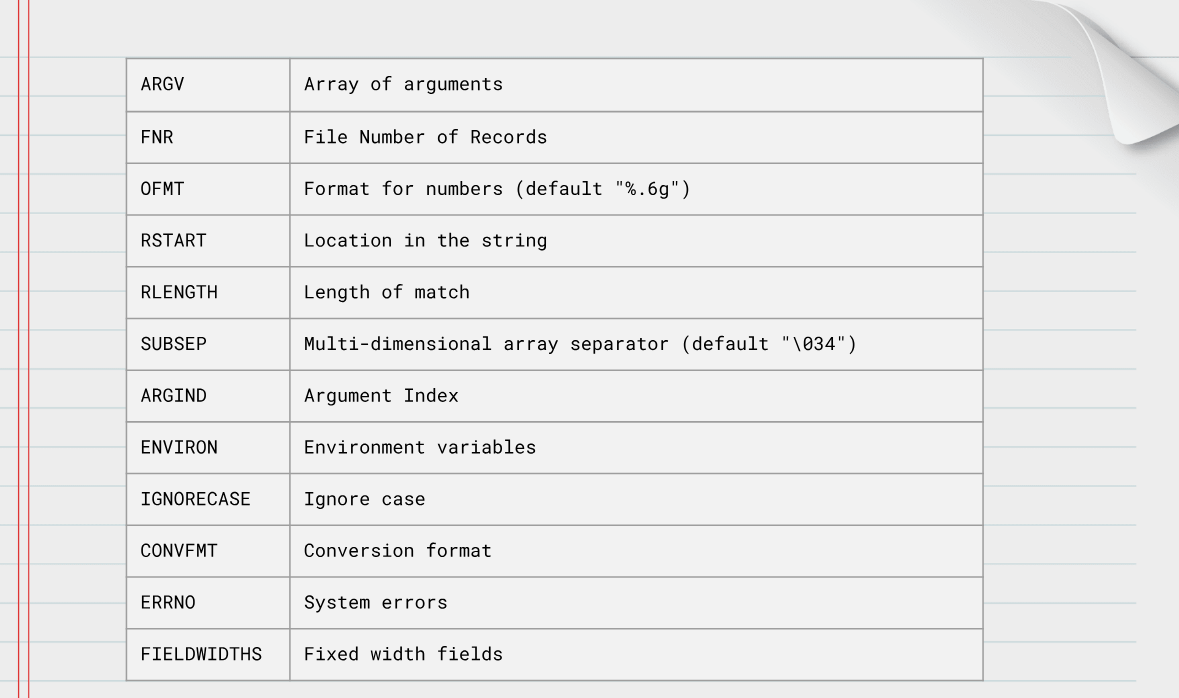 ARGV Array of arguments
FNR File Number of Records
OFMT Format for numbers (default "%.6g")
RSTART Location in the string
RLENGTH Length of match
SUBSEP Multi-dimensional array separator (default "\034")
ARGIND Argument Index
ENVIRON Environment variables
IGNORECASE Ignore case
CONVFMT Conversion format
ERRNO System errors
FIELDWIDTHS Fixed width fields